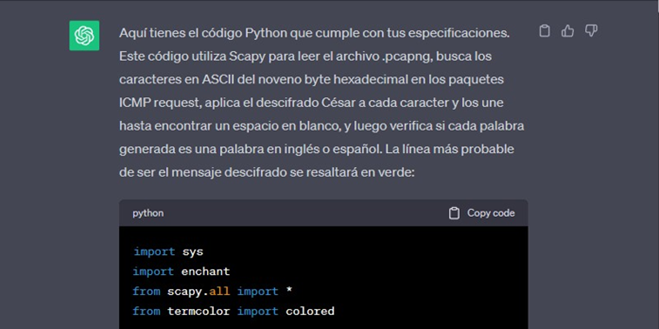 Aquí tienes el código Python que cumple con tus especificaciones.
Este código utiliza Scapy para leer el archivo .pcapng, busca los
caracteres en ASCII del noveno byte hexadecimal en los paquetes
ICMP request, aplica el descifrado César a cada caracter y los une
hasta encontrar un espacio en blanco, y luego verifica si cada palabra
generada es una palabra en inglés o español. La línea más probable
de ser el mensaje descifrado se resaltará en verde:
python Copy code
import sys
import enchant
from scapy.all import *
from termcolor import colored